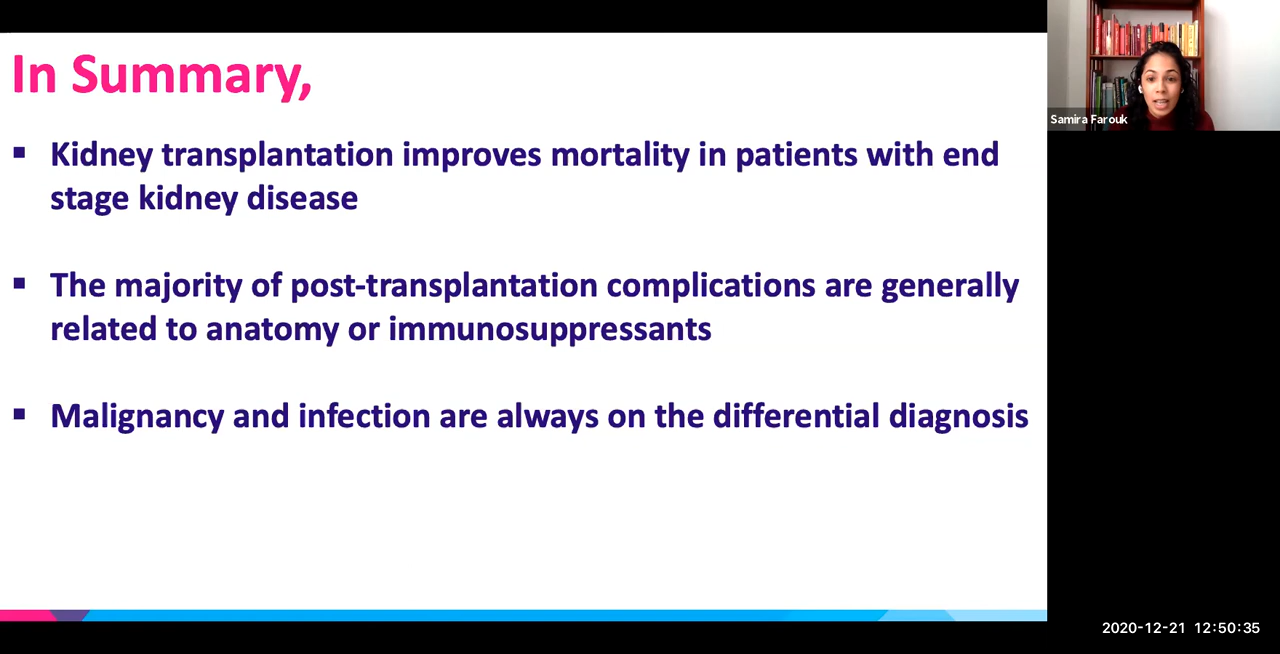 In Summary,
▪ Kidney transplantation improves mortality in patients with end
stage kidney disease
▪ The majority of post-transplantation complications are generally
related to anatomy or immunosuppressants
▪ Malignancy and infection are always on the differential diagnosis
Samira Farouk
2020-12-21 12:50:35